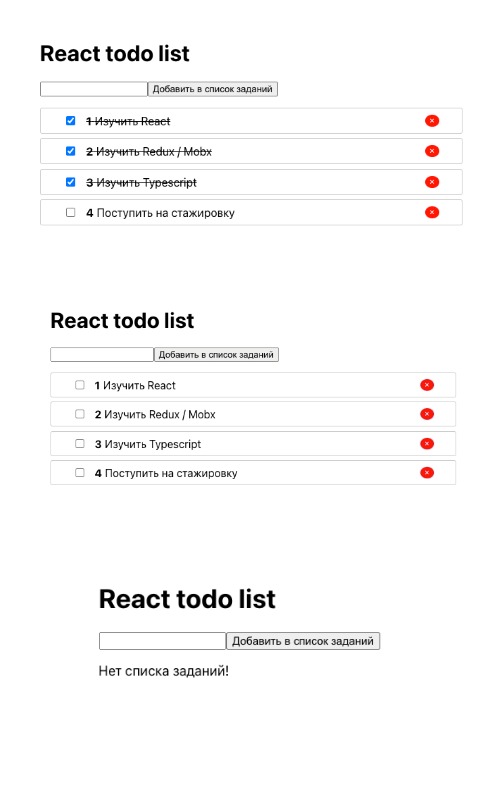 React todo list
Добавить в список заданий
1 Изучить React
2 Изучить Redux / Mobx
3 Изучить Typescript
4 Поступить на стажировку
React todo list
Добавить в список заданий
1 Изучить React
2 Изучить Redux / Mobx
3 Изучить Typescript
4 Поступить на стажировку
React todo list
Добавить в список заданий
Нет списка заданий!